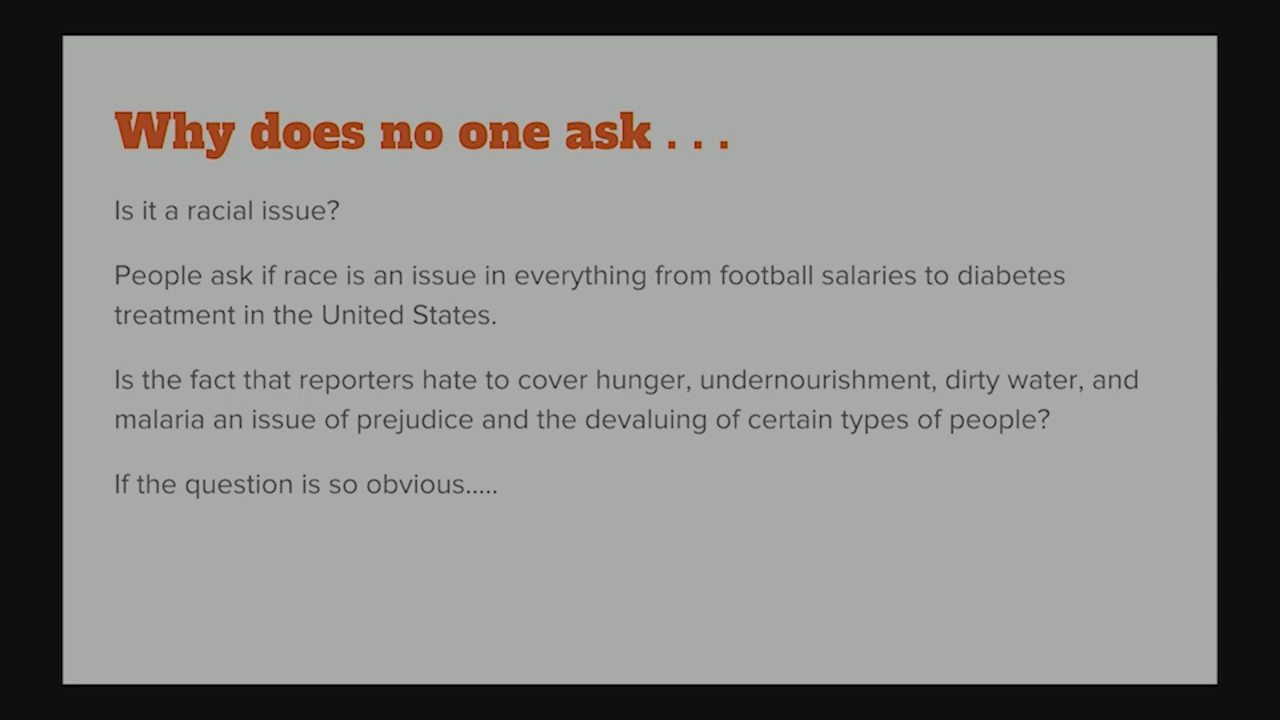 Why does no one ask . . .
Is it a racial issue?
People ask if race is an issue in everything from football salaries to diabetes
treatment in the United States.
Is the fact that reporters hate to cover hunger, undernourishment, dirty water, and
malaria an issue of prejudice and the devaluing of certain types of people?
If the question is so obvious.....